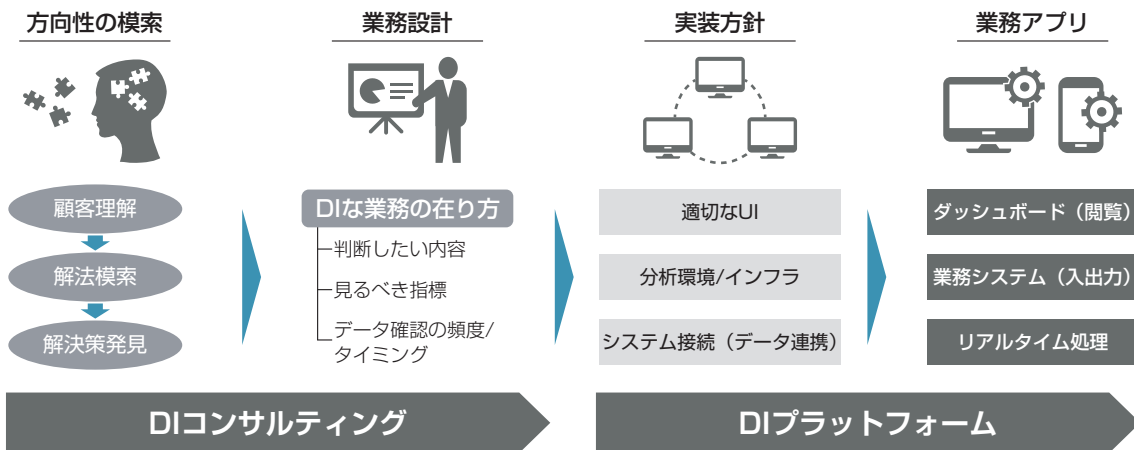 方向性の模索
顧客理解
解法模索
解決策発見
業務設計
DIな業務の在り方
判断したい内容
見るべき指標
データ確認の頻度/
タイミング
実装方針
適切なUI
分析環境/インフラ
システム接続（データ連携）
業務アプリ
ダッシュボード（閲覧）
業務システム（入出力）
リアルタイム処理
DIコンサルティング
DIプラットフォーム